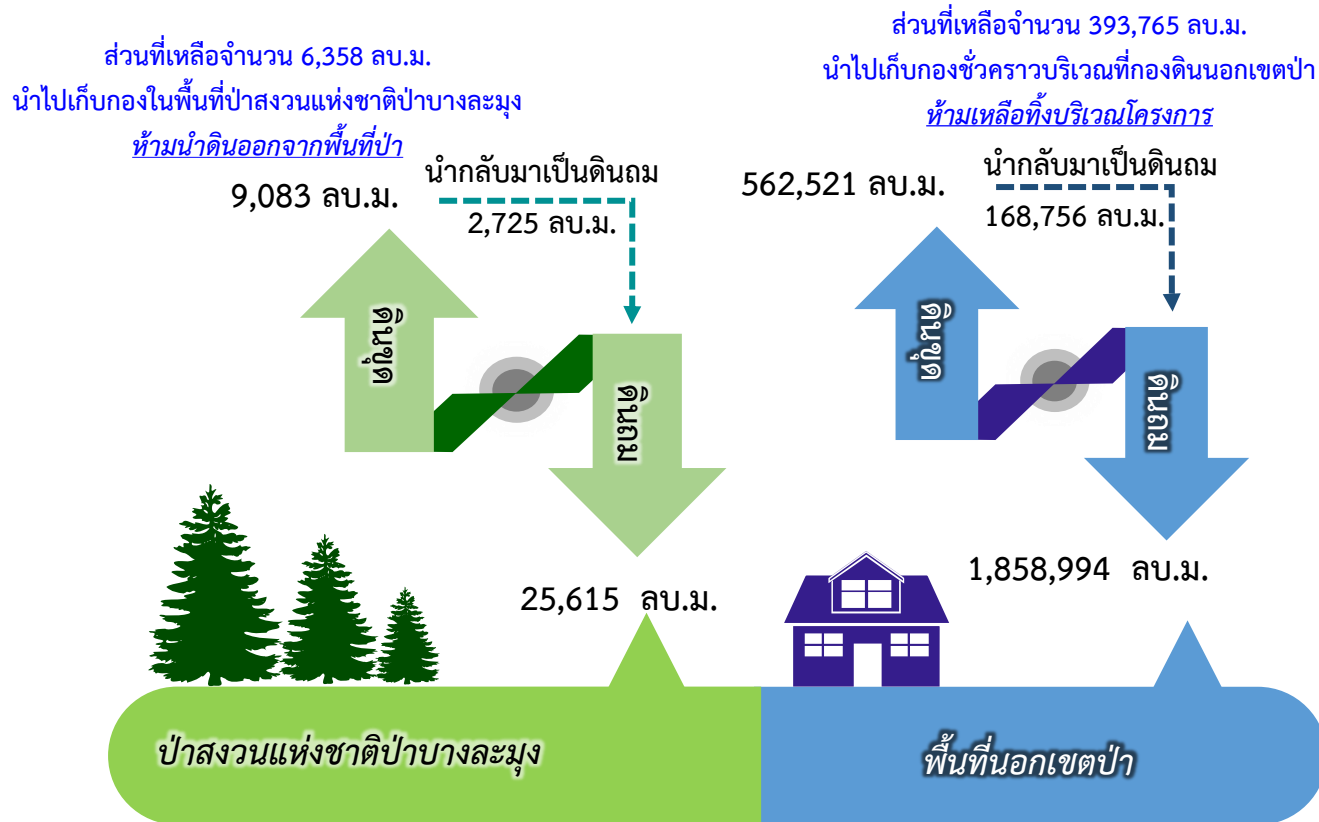 ส่วนที่เหลือจำนวน 6,358 ลบ.ม.
นำไปเก็บกองในพื้นที่ป่าสงวนแห่งชาติป่าบางละมุง
ห้ามนำดินออกจากพื้นที่ป่า
9,083 ลบ.ม.
นำกลับมาเป็นดินถม
2,725 ลบ.ม.
ดินขุด
ดินถม
25,615 ลบ.ม.
ป่าสงวนแห่งชาติป่าบางละมุง
ส่วนที่เหลือจำนวน 393,765 ลบ.ม.
นำไปเก็บกองชั่วคราวบริเวณที่กองดินนอกเขตป่า
ห้ามเหลือทิ้งบริเวณโครงการ
562,521 ลบ.ม.
นำกลับมาเป็นดินถม
168,756 ลบ.ม.
ดินขุด
ดินถม
1,858,994 ลบ.ม.
พื้นที่นอกเขตป่า